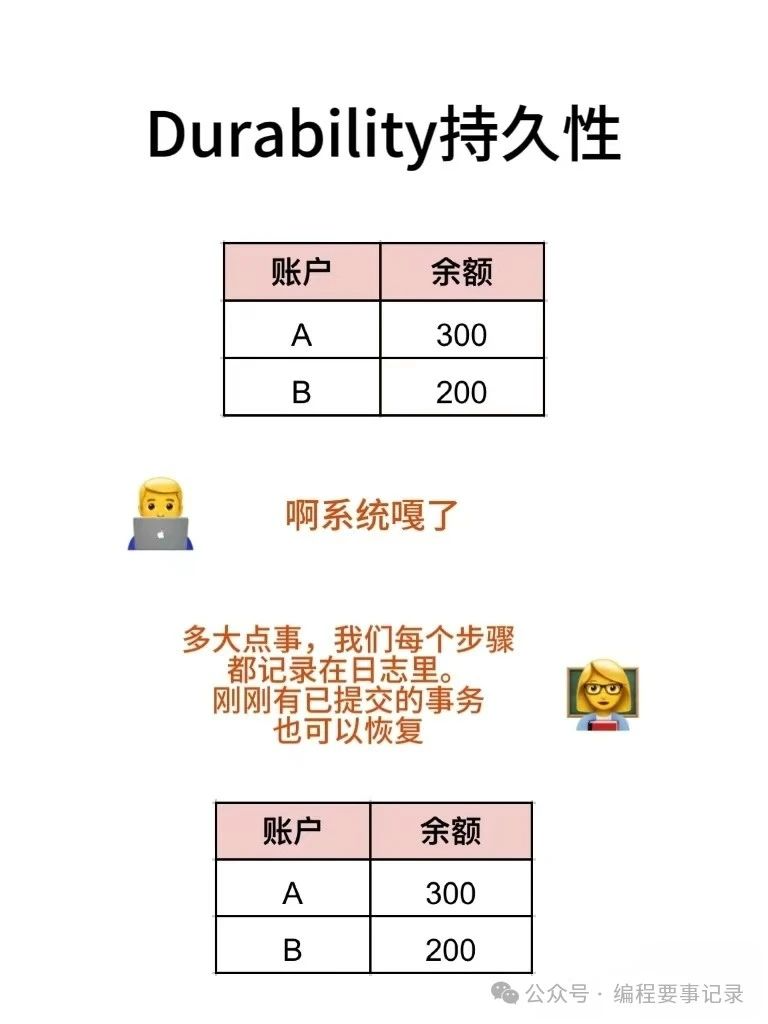 Durability持久性
账户 余额
A 300
B 200
啊系统嘎了
多大点事，我们每个步骤
都记录在日志里。
刚刚有已提交的事务
也可以恢复
账户 余额
A 300
B 200
公众号 · 编程要事记录